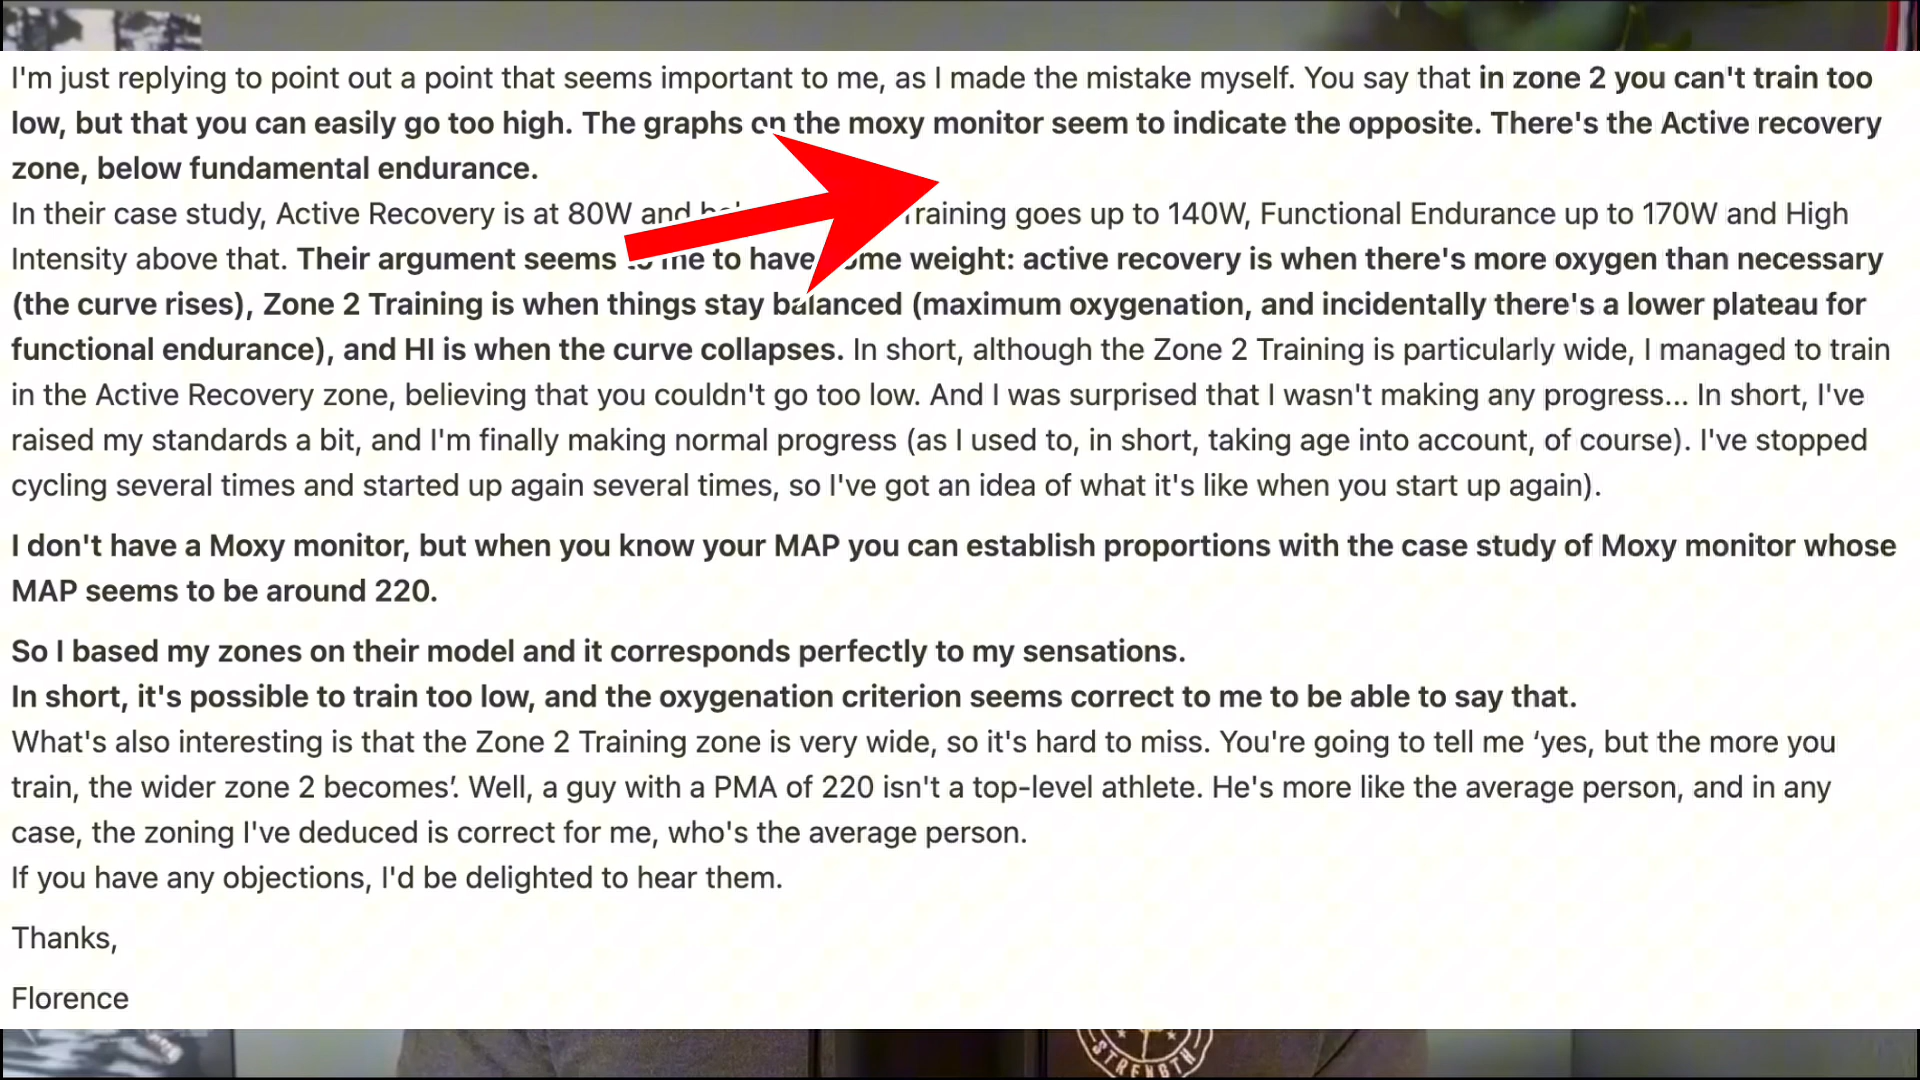 I'm just replying to point out a point that seems important to me, as I made the mistake myself. You say that in zone 2 you can't train too
low, but that you can easily go too high. The graphs on the moxy monitor seem to indicate the opposite. There's the Active recovery
zone, below fundamental endurance.
In their case study, Active Recovery is at 80W and Training goes up to 140W, Functional Endurance up to 170W and High
Intensity above that. Their argument seems to me to have some weight: active recovery is when there's more oxygen than necessary
(the curve rises), Zone 2 Training is when things stay balanced (maximum oxygenation, and incidentally there's a lower plateau for
functional endurance), and HI is when the curve collapses. In short, although the Zone 2 Training is particularly wide, I managed to train
in the Active Recovery zone, believing that you couldn't go too low. And I was surprised that I wasn't making any progress... In short, I've
raised my standards a bit, and I'm finally making normal progress (as I used to, in short, taking age into account, of course). I've stopped
cycling several times and started up again several times, so I've got an idea of what it's like when you start up again).
I don't have a Moxy monitor, but when you know your MAP you can establish proportions with the case study of Moxy monitor whose
MAP seems to be around 220.
So I based my zones on their model and it corresponds perfectly to my sensations.
In short, it's possible to train too low, and the oxygenation criterion seems correct to me to be able to say that.
What's also interesting is that the Zone 2 Training zone is very wide, so it's hard to miss. You're going to tell me ‘yes, but the more you
train, the wider zone 2 becomes’. Well, a guy with a PMA of 220 isn't a top-level athlete. He's more like the average person, and in any
case, the zoning I've deduced is correct for me, who's the average person.
If you have any objections, I'd be delighted to hear them.
Thanks,
Florence
STRENGTH